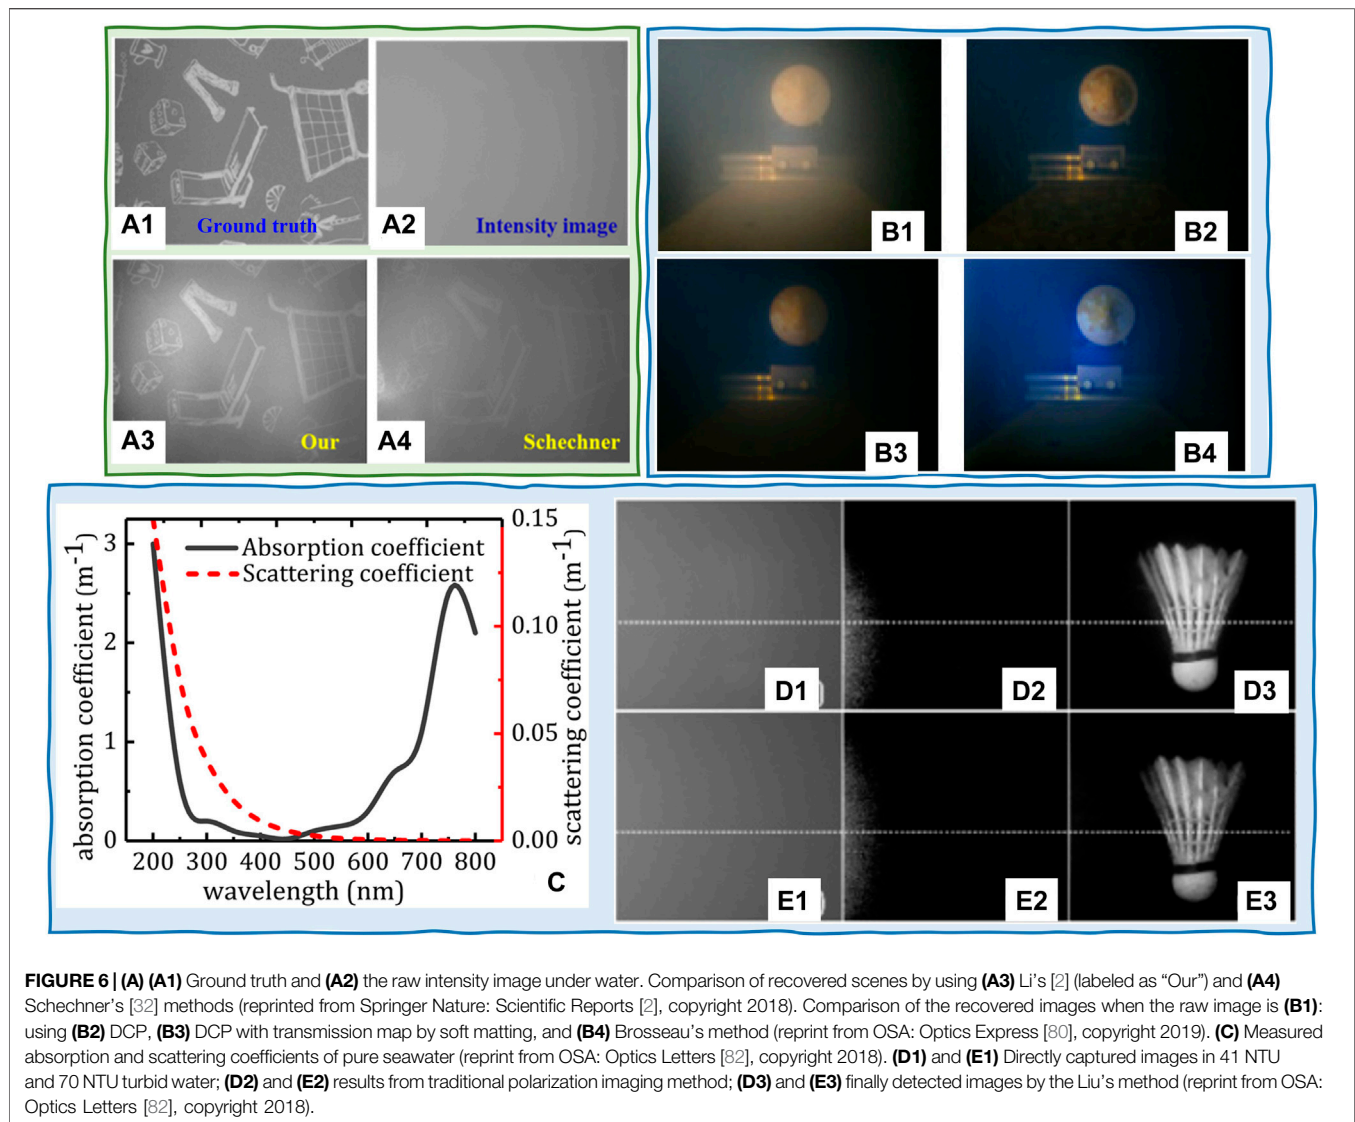 A1
Ground truth
A2
Intensity image
B1
B2
A3
Our
A4
Schechner
B3
B4
absorption coefficient (m⁻¹)
3
2
1
0
Absorption coefficient
Scattering coefficient
0.15
0.10
0.05
0.00
scattering coefficient (m⁻¹)
200 300 400 500 600 700 800
wavelength (nm)
C
D1
D2
D3
E1
E2
E3
FIGURE 6 | (A) (A1) Ground truth and (A2) the raw intensity image under water. Comparison of recovered scenes by using (A3) Li's [2] (labeled as “Our”) and (A4)
Schechner's [32] methods (reprinted from Springer Nature: Scientific Reports [2], copyright 2018). Comparison of the recovered images when the raw image is (B1):
using (B2) DCP, (B3) DCP with transmission map by soft matting, and (B4) Brosseau's method (reprint from OSA: Optics Express [80], copyright 2019). (C) Measured
absorption and scattering coefficients of pure seawater (reprint from OSA: Optics Letters [82], copyright 2018). (D1) and (E1) Directly captured images in 41 NTU
and 70 NTU turbid water; (D2) and (E2) results from traditional polarization imaging method; (D3) and (E3) finally detected images by the Liu's method (reprint from OSA:
Optics Letters [82], copyright 2018).